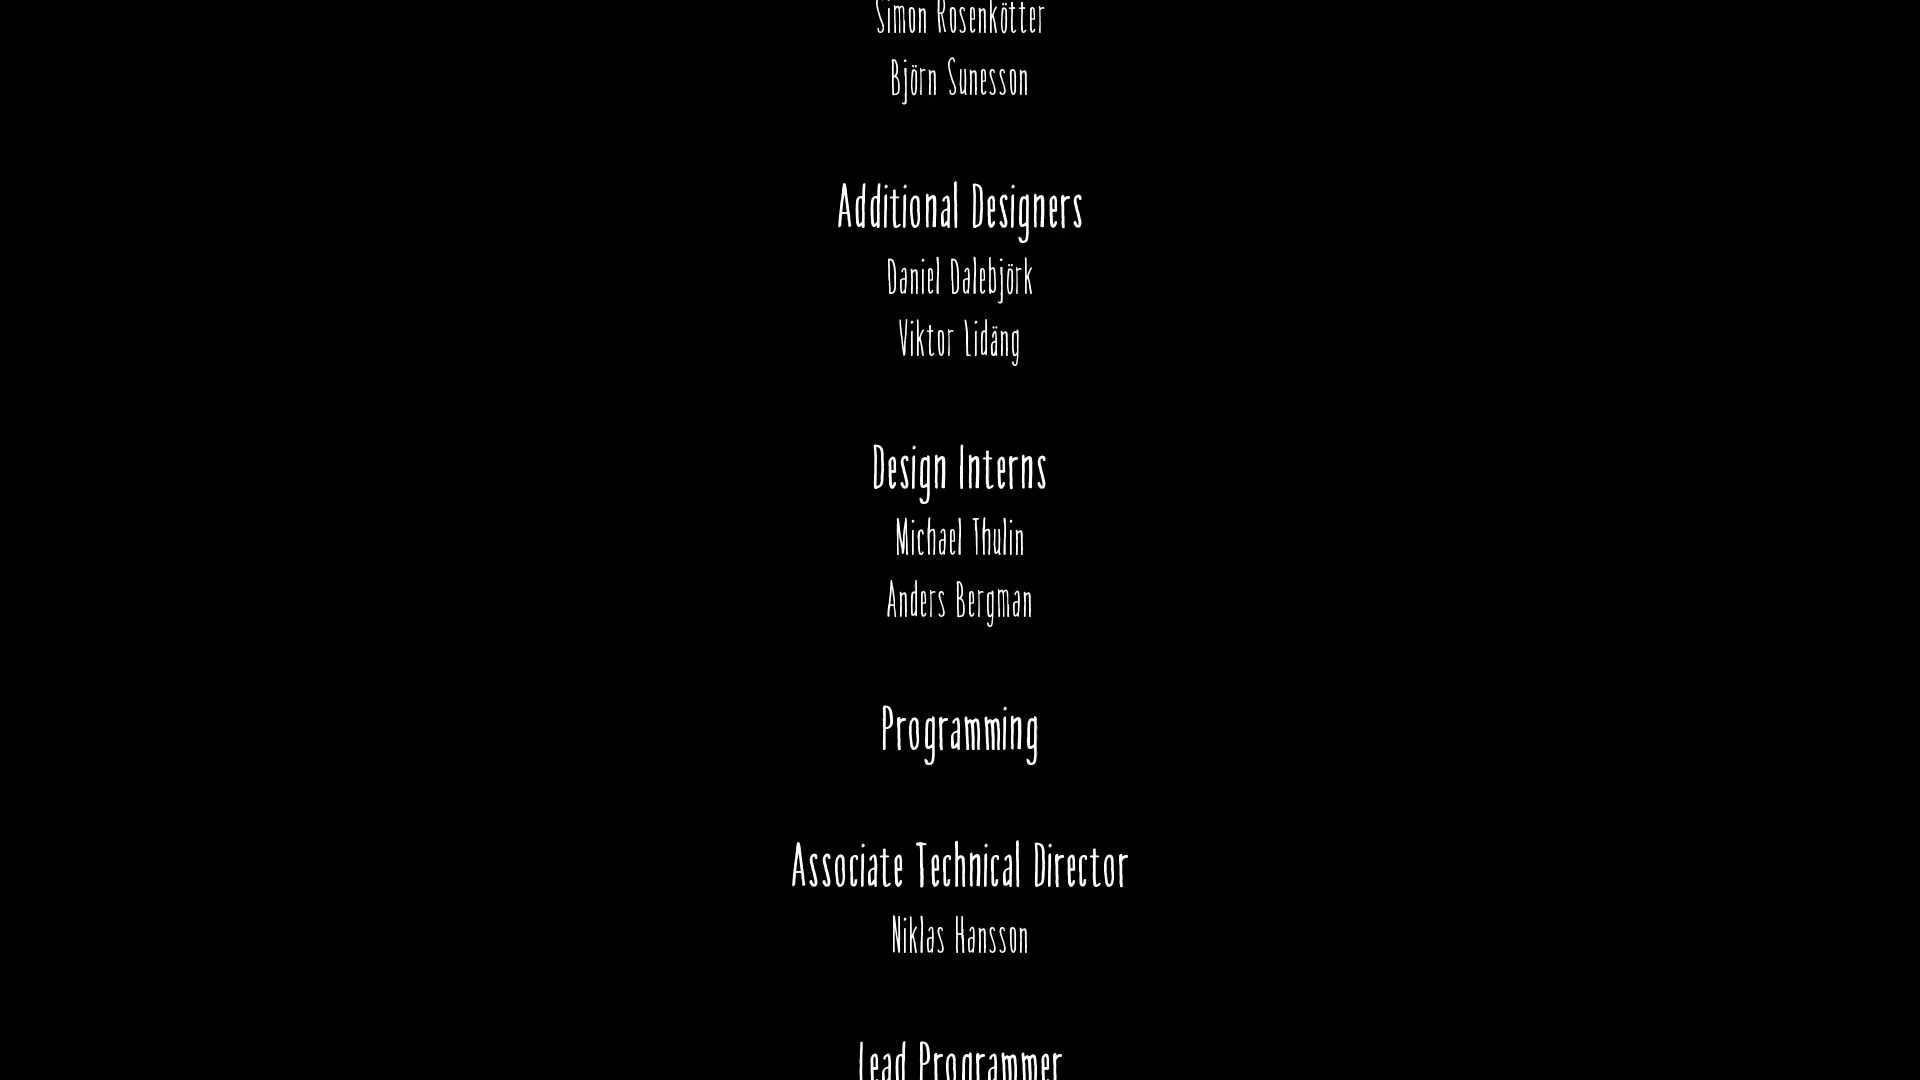 Simon Rosenkötter
Björn Sunesson
Additional Designers
Daniel Dalebjörk
Viktor Lidäng
Design Interns
Michael Thulin
Anders Bergman
Programming
Associate Technical Director
Niklas Hansson
Lead Programmer